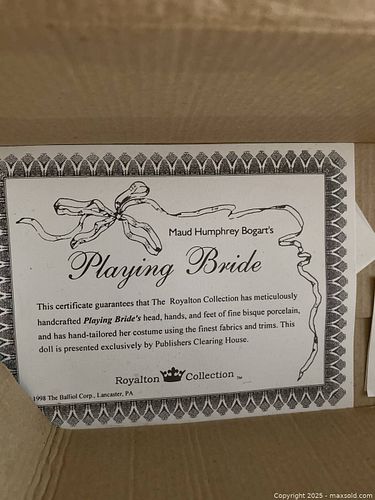 Maud Humphrey Bogart's
Playing Bride
This certificate guarantees that The Royalton Collection has meticulously
handcrafted Playing Bride's head, hands, and feet of fine bisque porcelain,
and has hand-tailored her costume using the finest fabrics and trims. This
doll is presented exclusively by Publishers Clearing House.
Royalton Collection ™
1998 The Balliol Corp., Lancaster, PA
Copyright 2025 - maxsold.com